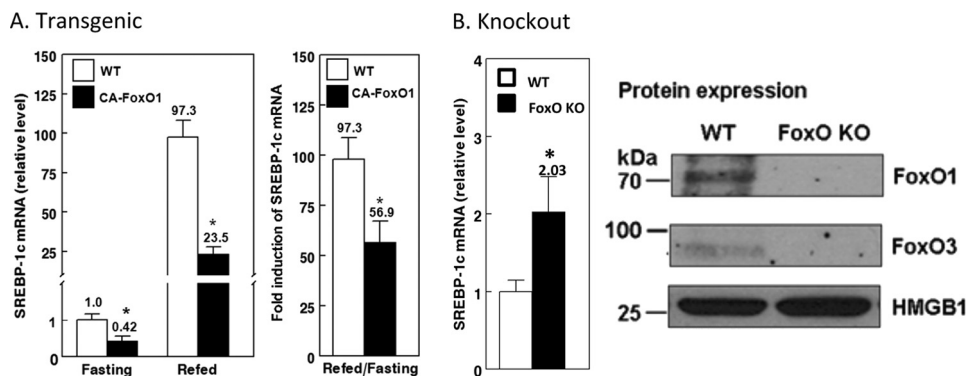 A. Transgenic
SREBP-1c mRNA (relative level)
150
125
100
75
50
25
1
0
WT
CA-FoxO1
97.3
*
23.5
1.0
*
0.42
Fasting
Refed
Fold induction of SREBP-1c mRNA
150
125
100
75
50
25
0
WT
CA-FoxO1
97.3
*
56.9
Refed/Fasting
B. Knockout
SREBP-1c mRNA (relative level)
4
3
2
1
0
WT
FoxO KO
*
2.03
Protein expression
WT FoxO KO
kDa
70
FoxO1
100
FoxO3
25
HMGB1